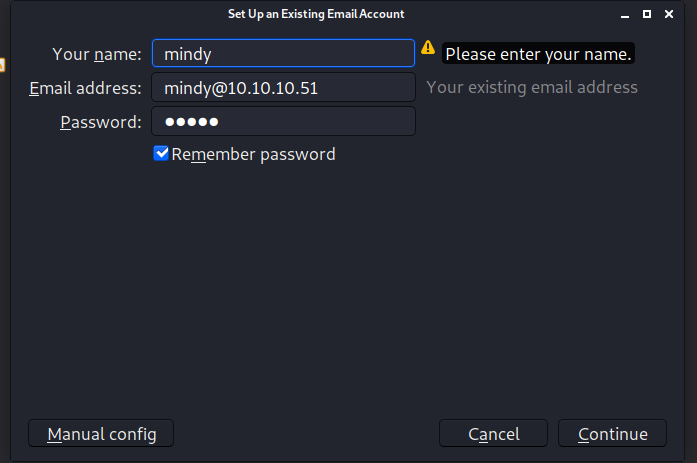 Set Up an Existing Email Account
Your name: mindy Please enter your name.
Email address: mindy@10.10.10.51 Your existing email address
Password: ●●●●●
Remember password
Manual config Cancel Continue